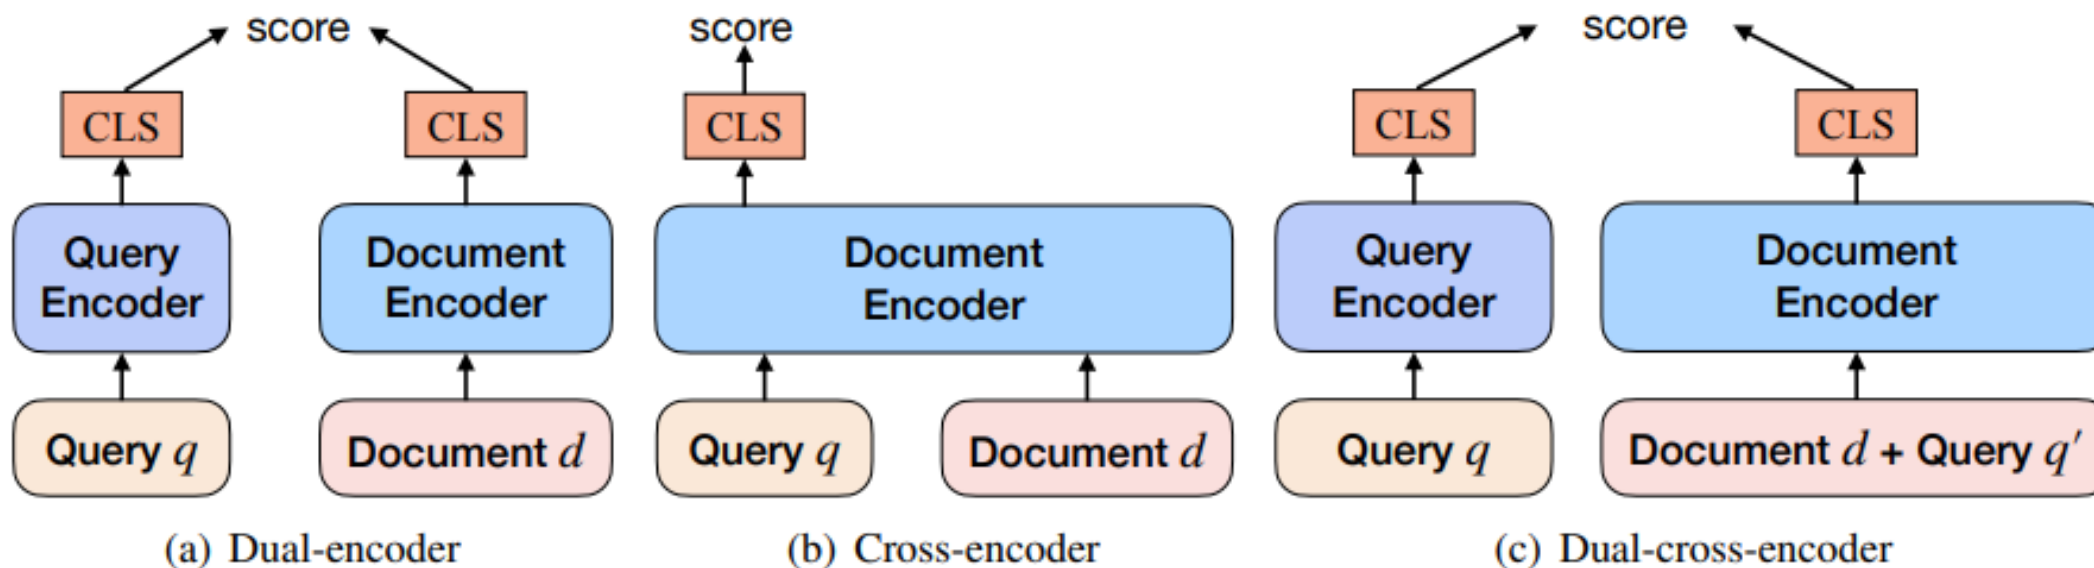 score
CLS
CLS
Query
Encoder
Document
Encoder
Query q
Document d
(a) Dual-encoder
score
CLS
Document
Encoder
Query q
Document d
(b) Cross-encoder
score
CLS
CLS
Query
Encoder
Document
Encoder
Query q
Document d + Query q′
(c) Dual-cross-encoder